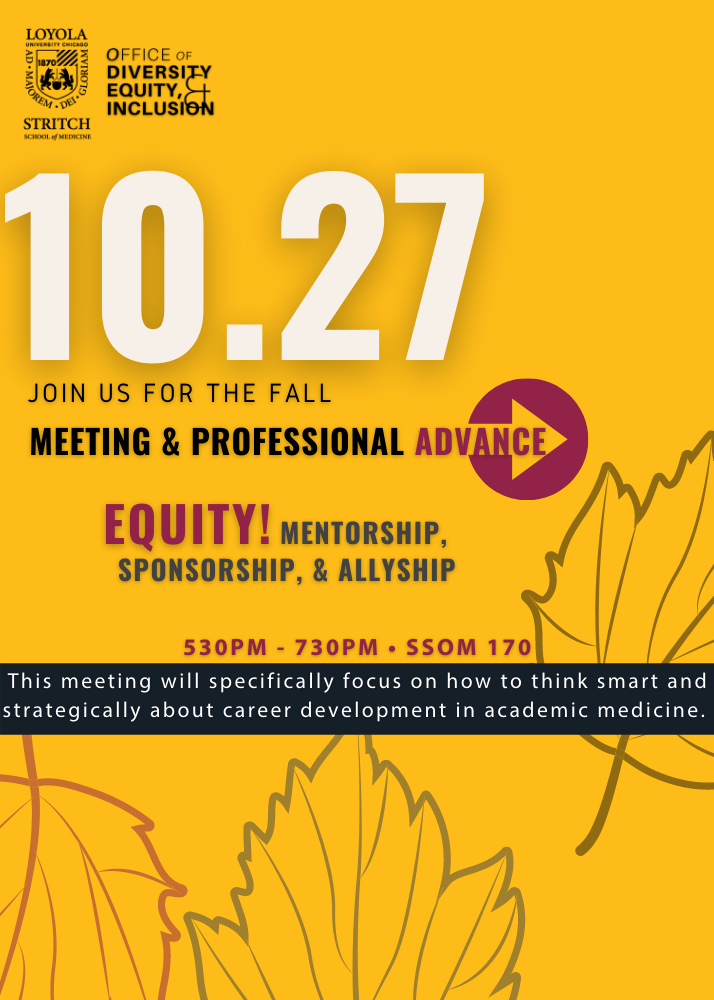 LOYOLA
UNIVERSITY CHICAGO
1870
AD • MAJOREM • DEI • GLORIAM
STRITCH
SCHOOL of MEDICINE
OFFICE OF
DIVERSITY
EQUITY, &
INCLUSION
10.27
JOIN US FOR THE FALL
MEETING & PROFESSIONAL ADVANCE
EQUITY! MENTORSHIP,
SPONSORSHIP, & ALLYSHIP
530PM - 730PM • SSOM 170
This meeting will specifically focus on how to think smart and
strategically about career development in academic medicine.